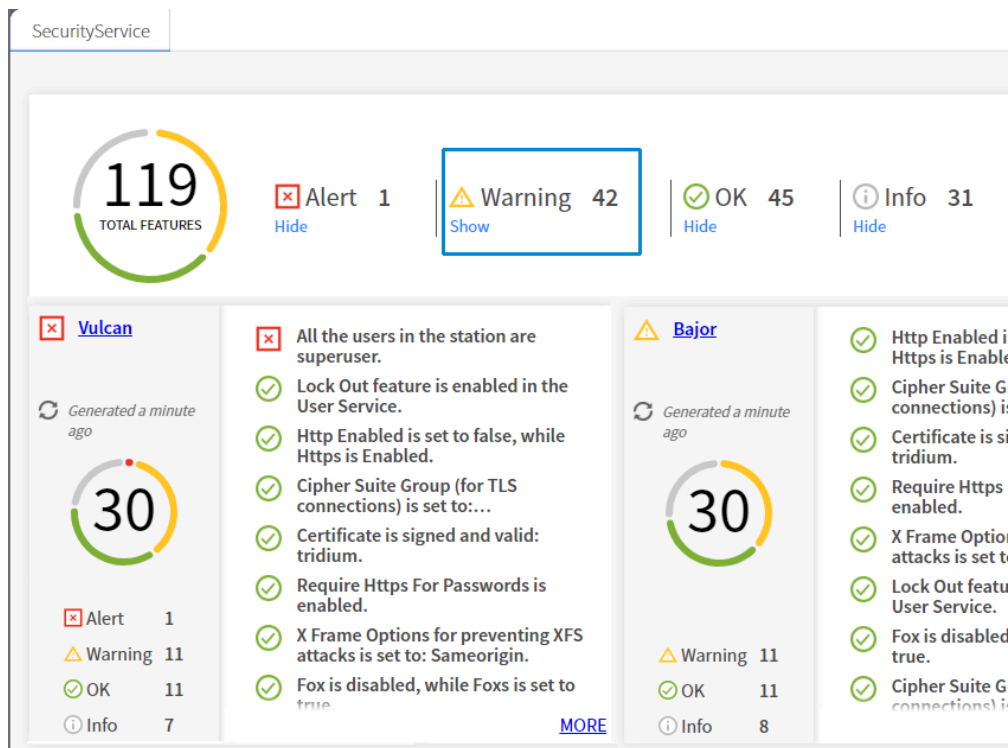 SecurityService
119
TOTAL FEATURES
Alert 1
Hide
Warning 42
Show
OK 45
Hide
Info 31
Hide
Vulcan
Generated a minute
ago
30
Alert 1
Warning 11
OK 11
Info 7
All the users in the station are
superuser.
Lock Out feature is enabled in the
User Service.
Http Enabled is set to false, while
Https is Enabled.
Cipher Suite Group (for TLS
connections) is set to:...
Certificate is signed and valid:
tridium.
Require Https For Passwords is
enabled.
X Frame Options for preventing XFS
attacks is set to: Sameorigin.
Fox is disabled, while Foxs is set to
true.
MORE
Bajor
Generated a minute
ago
30
Warning 11
OK 11
Info 8
Http Enabled
Https is
Cipher Suite
connections)
Certificate is
tridium.
Require Https
enabled.
X Frame
attacks is set
Lock Out
User Service.
Fox is disabled
true.
Cipher Suite
connections)